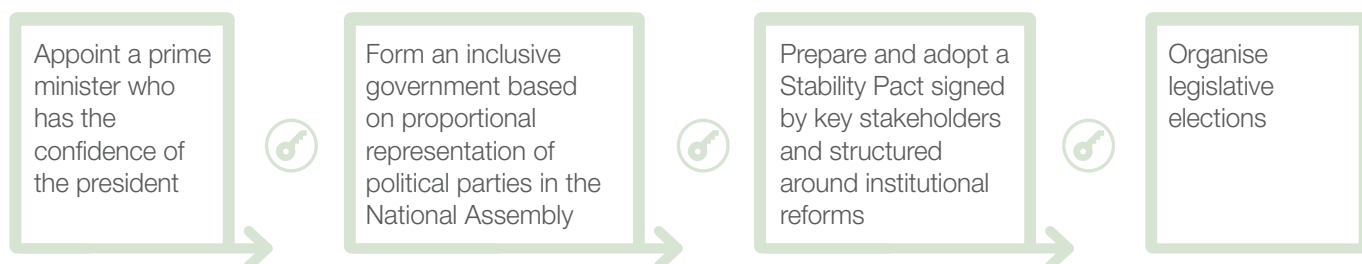 Appoint a prime
minister who
has the
confidence of
the president
Form an inclusive
government based
on proportional
representation of
political parties in the
National Assembly
Prepare and adopt a
Stability Pact signed
by key stakeholders
and structured
around institutional
reforms
Organise
legislative
elections